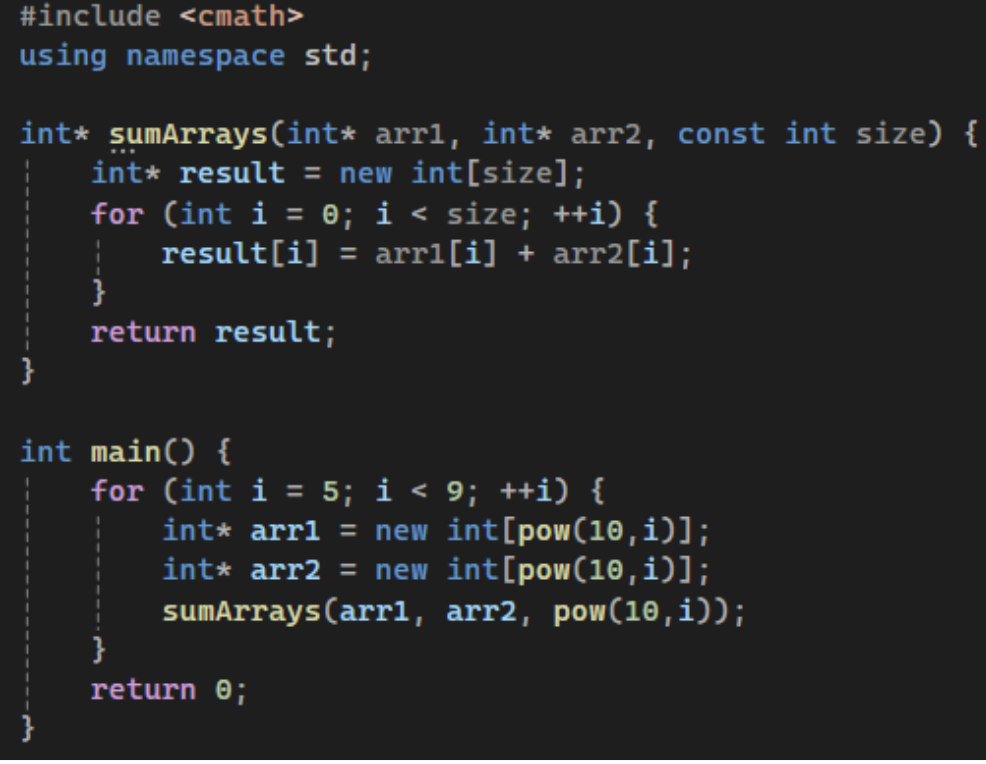 #include <cmath>
using namespace std;
int* sumArrays(int* arr1, int* arr2, const int size) {
int* result = new int[size];
for (int i = 0; i < size; ++i) {
result[i] = arr1[i] + arr2[i];
}
return result;
}
int main() {
for (int i = 5; i < 9; ++i) {
int* arr1 = new int[pow(10,i)];
int* arr2 = new int[pow(10,i)];
sumArrays(arr1, arr2, pow(10,i));
}
return 0;
}